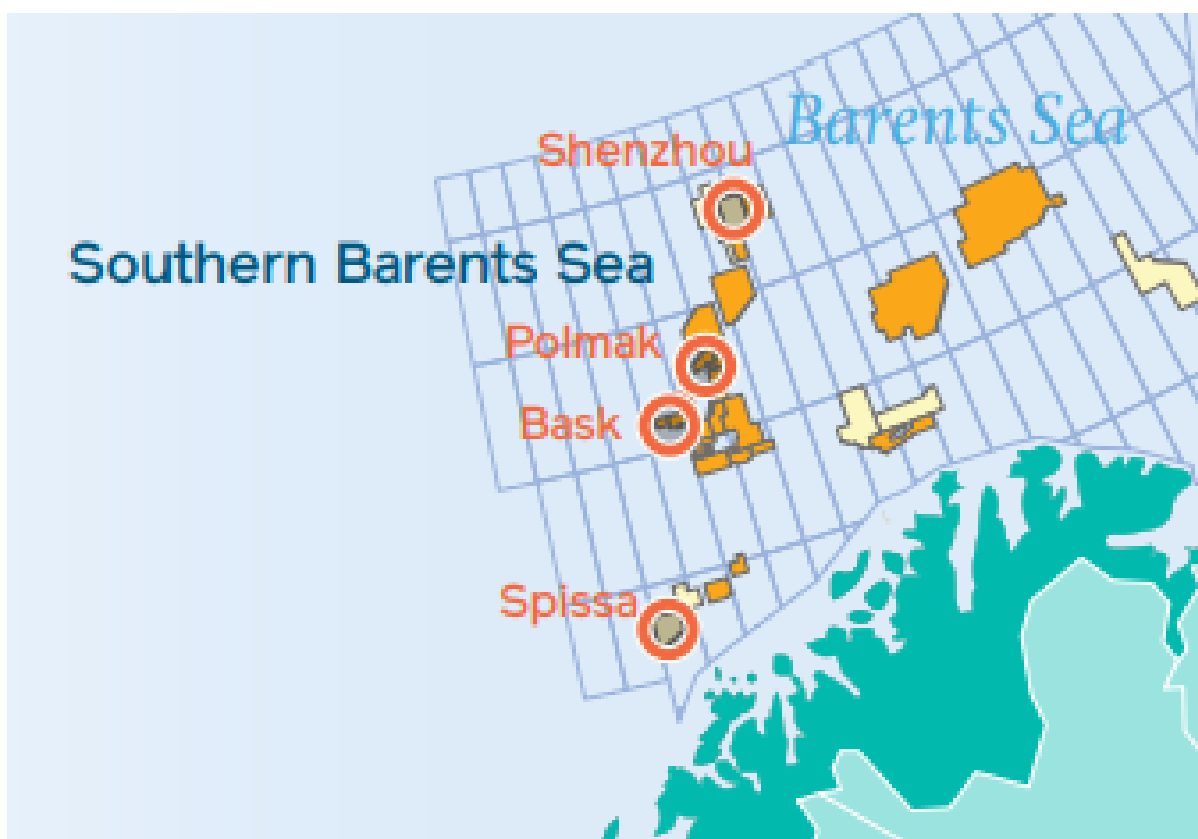 Barents Sea
Shenzhou
Southern Barents Sea
Polmak
Bask
Spissa